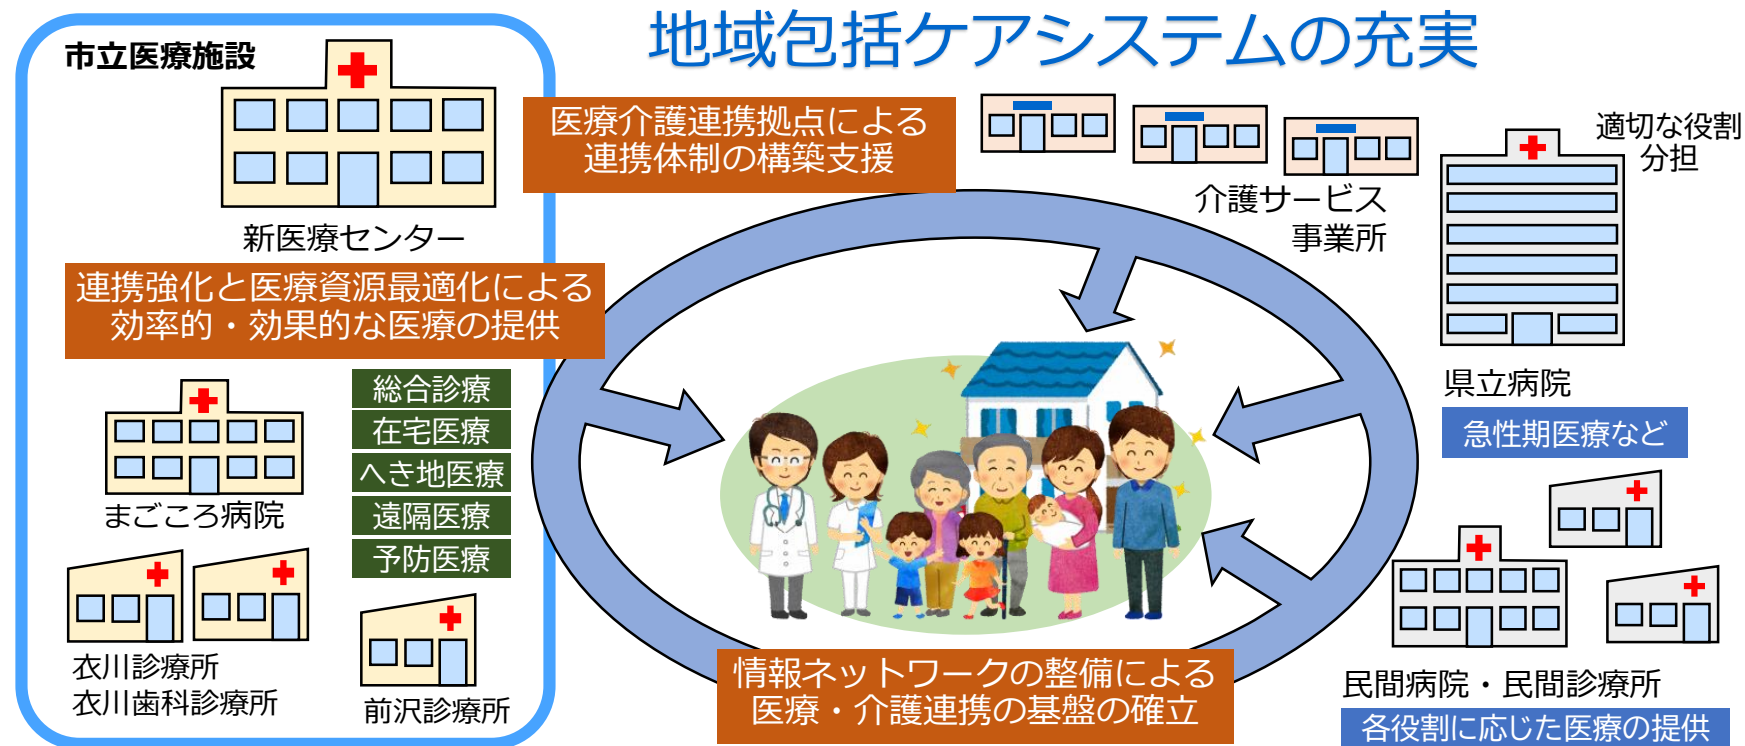 地域包括ケアシステムの充実
市立医療施設
新医療センター
連携強化と医療資源最適化による
効率的・効果的な医療の提供
まごころ病院
総合診療
在宅医療
へき地医療
遠隔医療
予防医療
衣川診療所
衣川歯科診療所
前沢診療所
医療介護連携拠点による
連携体制の構築支援
介護サービス
事業所
適切な役割
分担
県立病院
急性期医療など
民間病院・民間診療所
各役割に応じた医療の提供
情報ネットワークの整備による
医療・介護連携の基盤の確立